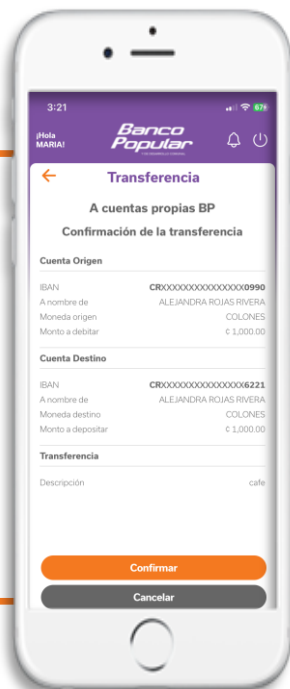 3:21
67
¡Hola
MARIA!
Banco
Popular
Transferencia
A cuentas propias BP
Confirmación de la transferencia
Cuenta Origen
IBAN CRXXXXXXXXXXXXXXXX0990
A nombre de ALEJANDRA ROJAS RIVERA
Moneda origen COLONES
Monto a debitar ¢ 1,000.00
Cuenta Destino
IBAN CRXXXXXXXXXXXXXXXX6221
A nombre de ALEJANDRA ROJAS RIVERA
Moneda destino COLONES
Monto a depositar ¢ 1,000.00
Transferencia
Descripción cafe
Confirmar
Cancelar